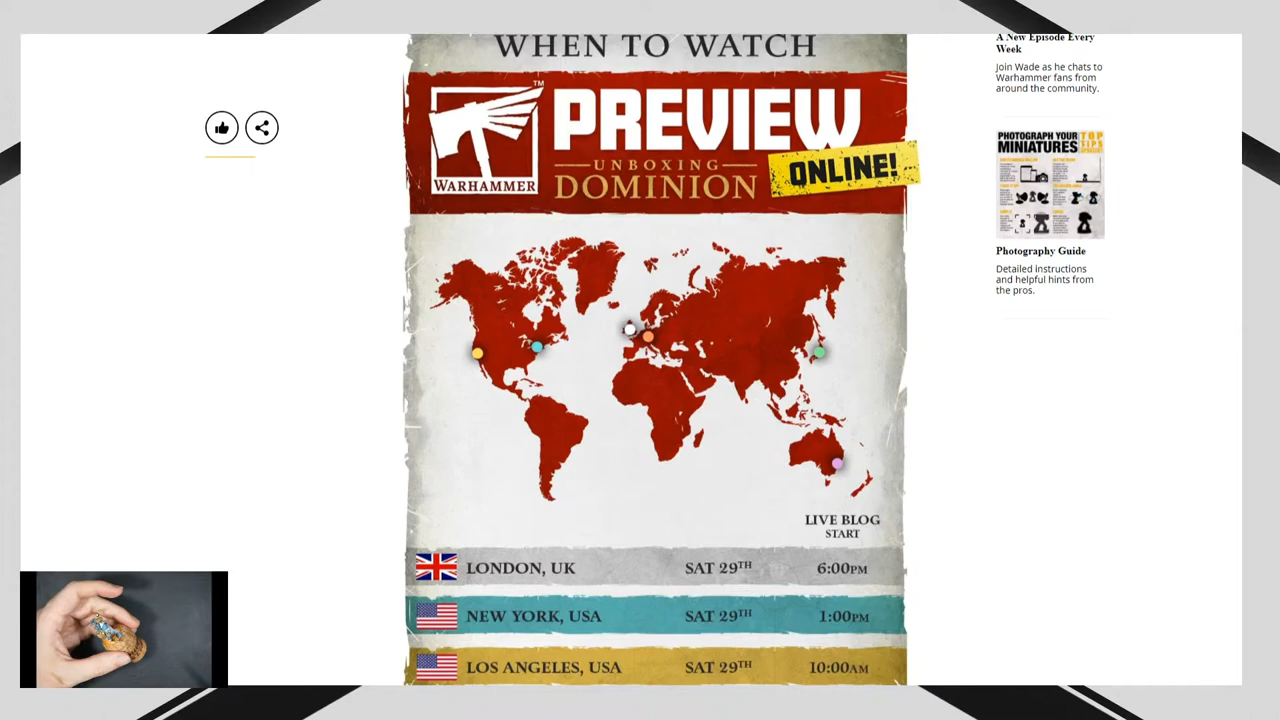 WHEN TO WATCH
WARHAMMER
TM
PREVIEW
UNBOXING
DOMINION
ONLINE!
LIVE BLOG
START
LONDON, UK SAT 29TH 6:00PM
NEW YORK, USA SAT 29TH 1:00PM
LOS ANGELES, USA SAT 29TH 10:00AM
A New Episode Every
Week
Join Wade as he chats to
Warhammer fans from
around the community.
PHOTOGRAPH YOUR
MINIATURES
TOP
TIPS
Photography Guide
Detailed instructions
and helpful hints from
the pros.